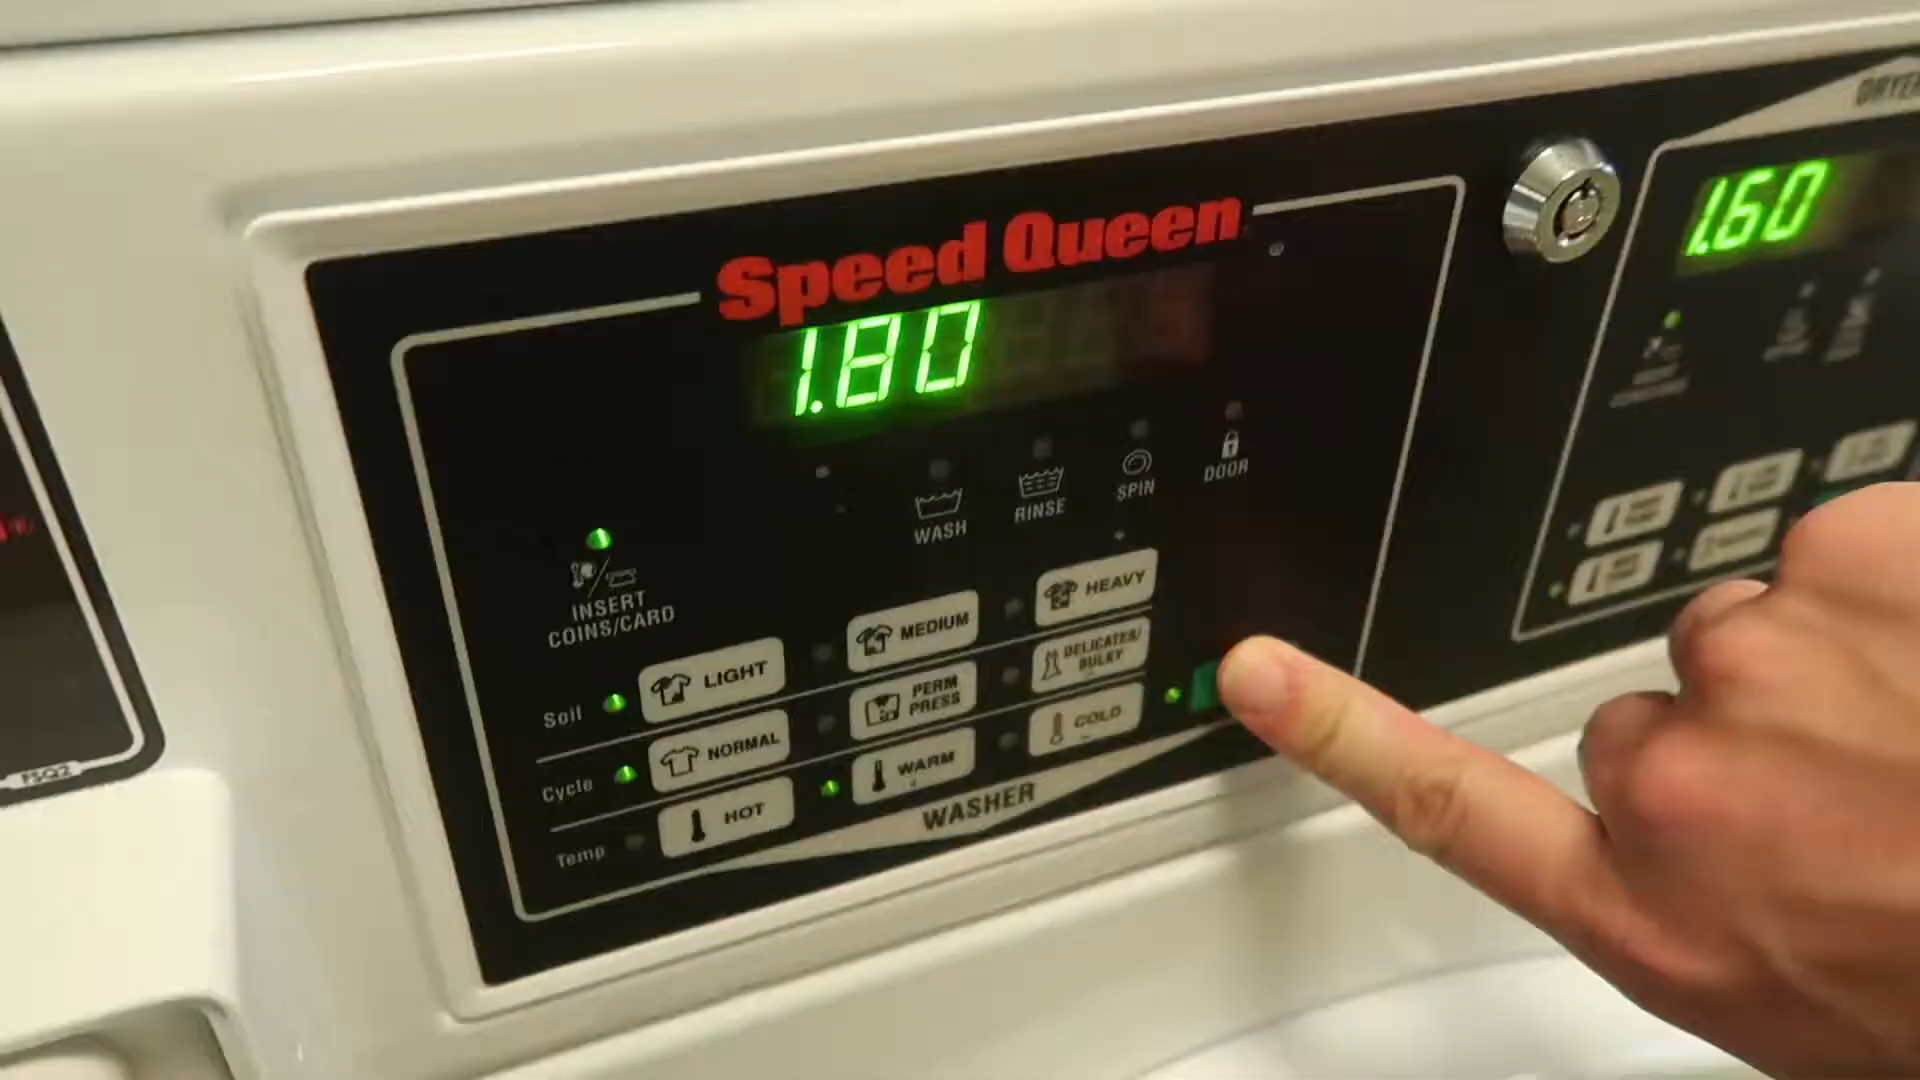 DRYER
Speed Queen
1.80
1.60
WASH
RINSE
SPIN
DOOR
INSERT
COINS/CARD
Soil
LIGHT
MEDIUM
HEAVY
Cycle
NORMAL
PERM
PRESS
DELICATES/
BULKY
Temp
HOT
WARM
COLD
WASHER